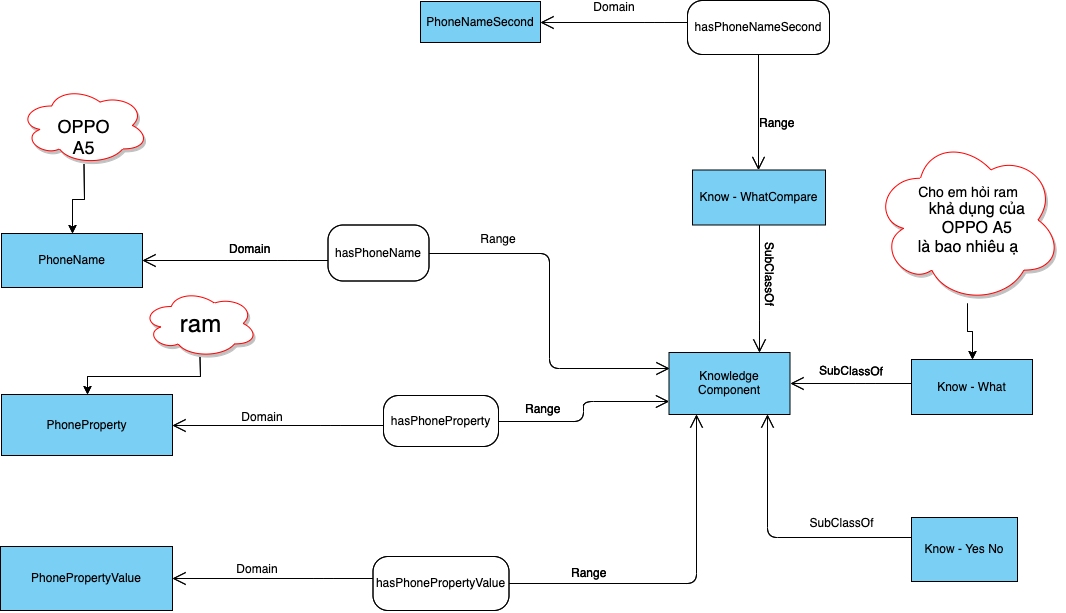 PhoneNameSecond
Domain
hasPhoneNameSecond
Range
OPPO
A5
Know - WhatCompare
Cho em hỏi ram
khả dụng của
OPPO A5
là bao nhiêu ạ
PhoneName
Domain
hasPhoneName
Range
SubClassOf
ram
Knowledge
Component
SubClassOf
Know - What
PhoneProperty
Domain
hasPhoneProperty
Range
SubClassOf
Know - Yes No
PhonePropertyValue
Domain
hasPhonePropertyValue
Range